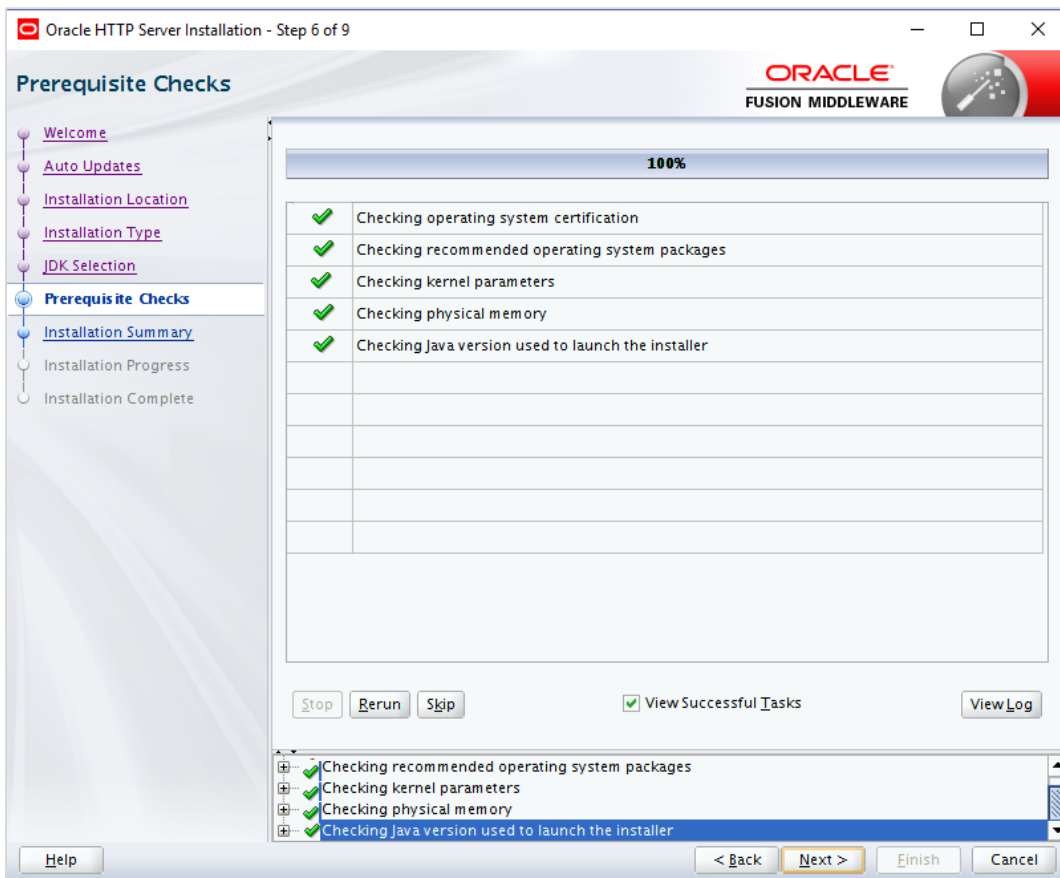 Oracle HTTP Server Installation - Step 6 of 9
Prerequisite Checks
ORACLE
FUSION MIDDLEWARE
Welcome
Auto Updates
Installation Location
Installation Type
JDK Selection
Prerequisite Checks
Installation Summary
Installation Progress
Installation Complete
100%
Checking operating system certification
Checking recommended operating system packages
Checking kernel parameters
Checking physical memory
Checking Java version used to launch the installer
Stop Rerun Skip View Successful Tasks View Log
Checking recommended operating system packages
Checking kernel parameters
Checking physical memory
Checking Java version used to launch the installer
Help < Back Next > Finish Cancel